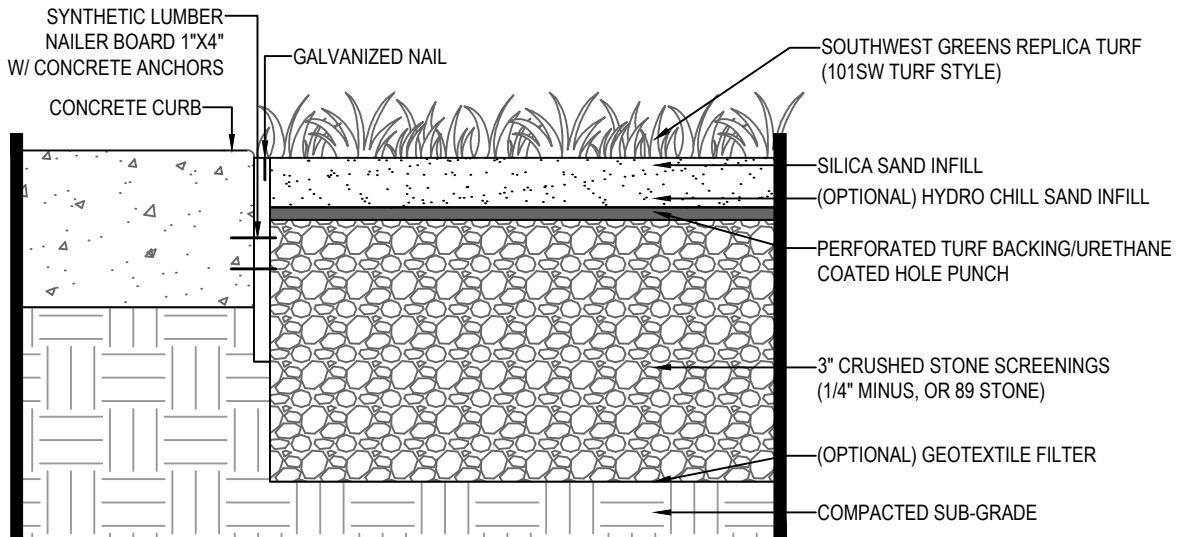 SYNTHETIC LUMBER
NAILER BOARD 1"X4"
W/ CONCRETE ANCHORS
GALVANIZED NAIL
CONCRETE CURB
SOUTHWEST GREENS REPLICA TURF
(101SW TURF STYLE)
SILICA SAND INFILL
(OPTIONAL) HYDRO CHILL SAND INFILL
PERFORATED TURF BACKING/URETHANE
COATED HOLE PUNCH
3" CRUSHED STONE SCREENINGS
(1/4" MINUS, OR 89 STONE)
(OPTIONAL) GEOTEXTILE FILTER
COMPACTED SUB-GRADE